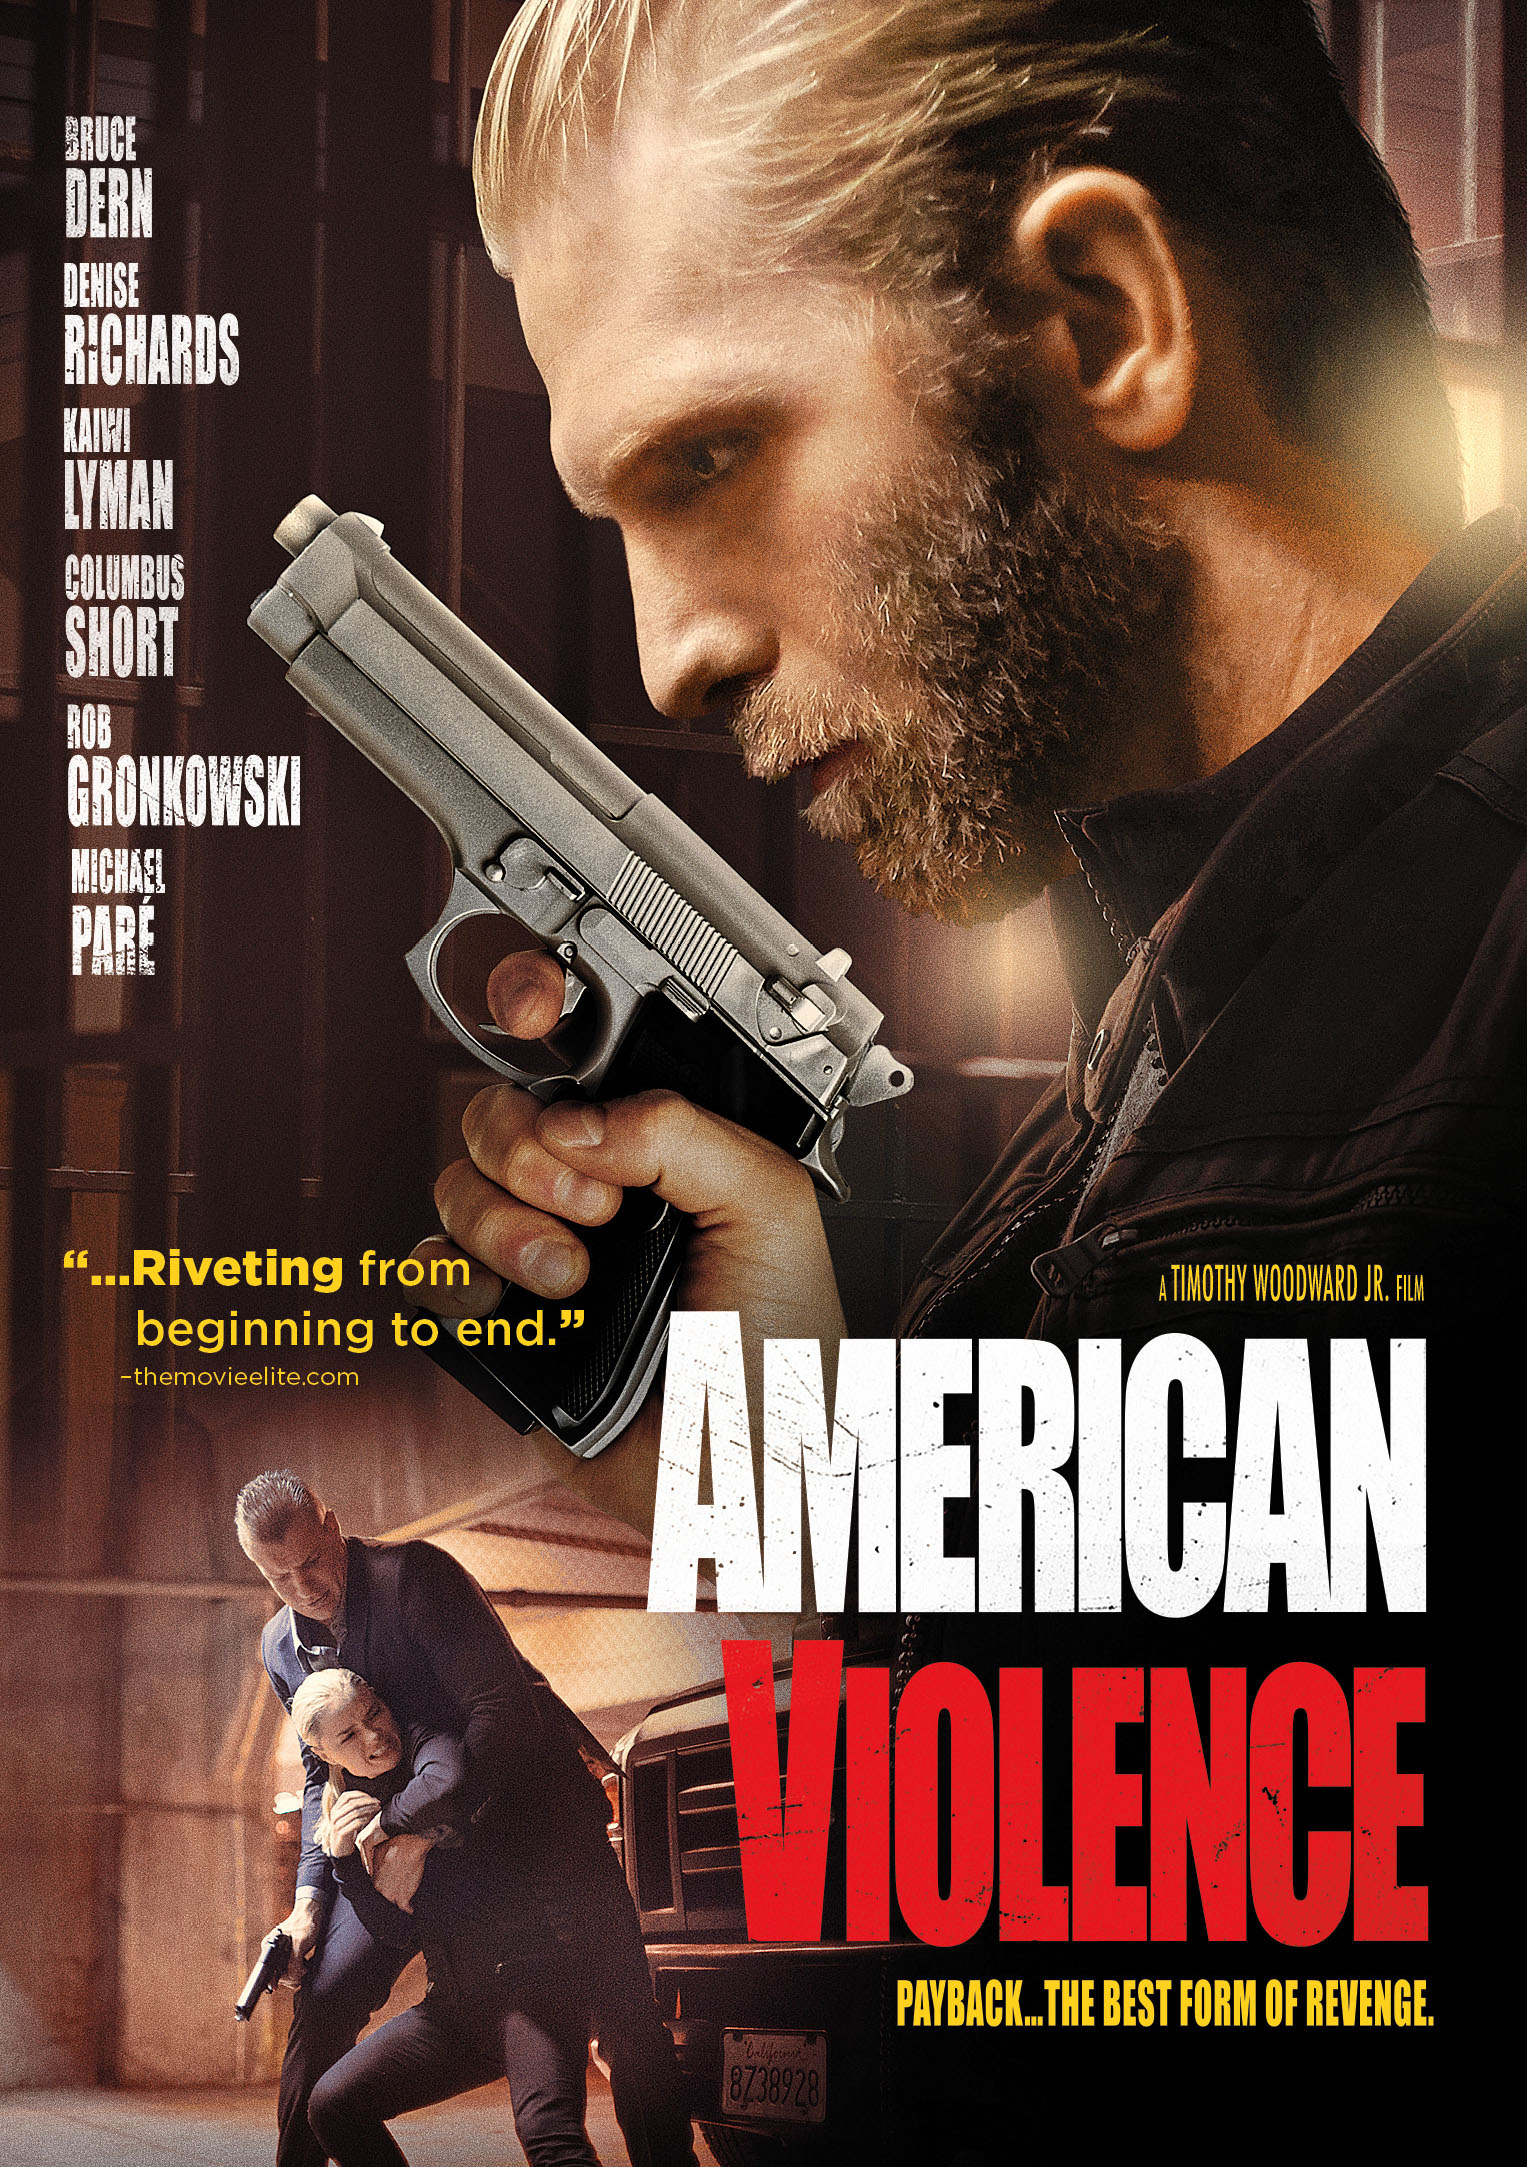 BRUCE
DERN
DENISE
RICHARDS
KAIWI
LYMAN
COLUMBUS
SHORT
ROB
GRONKOWSKI
MICHAEL
PARÉ
“...Riveting from
beginning to end.”
–themovieelite.com
A TIMOTHY WOODWARD JR. FILM
AMERICAN
VIOLENCE
PAYBACK...THE BEST FORM OF REVENGE.
California
8Z38928